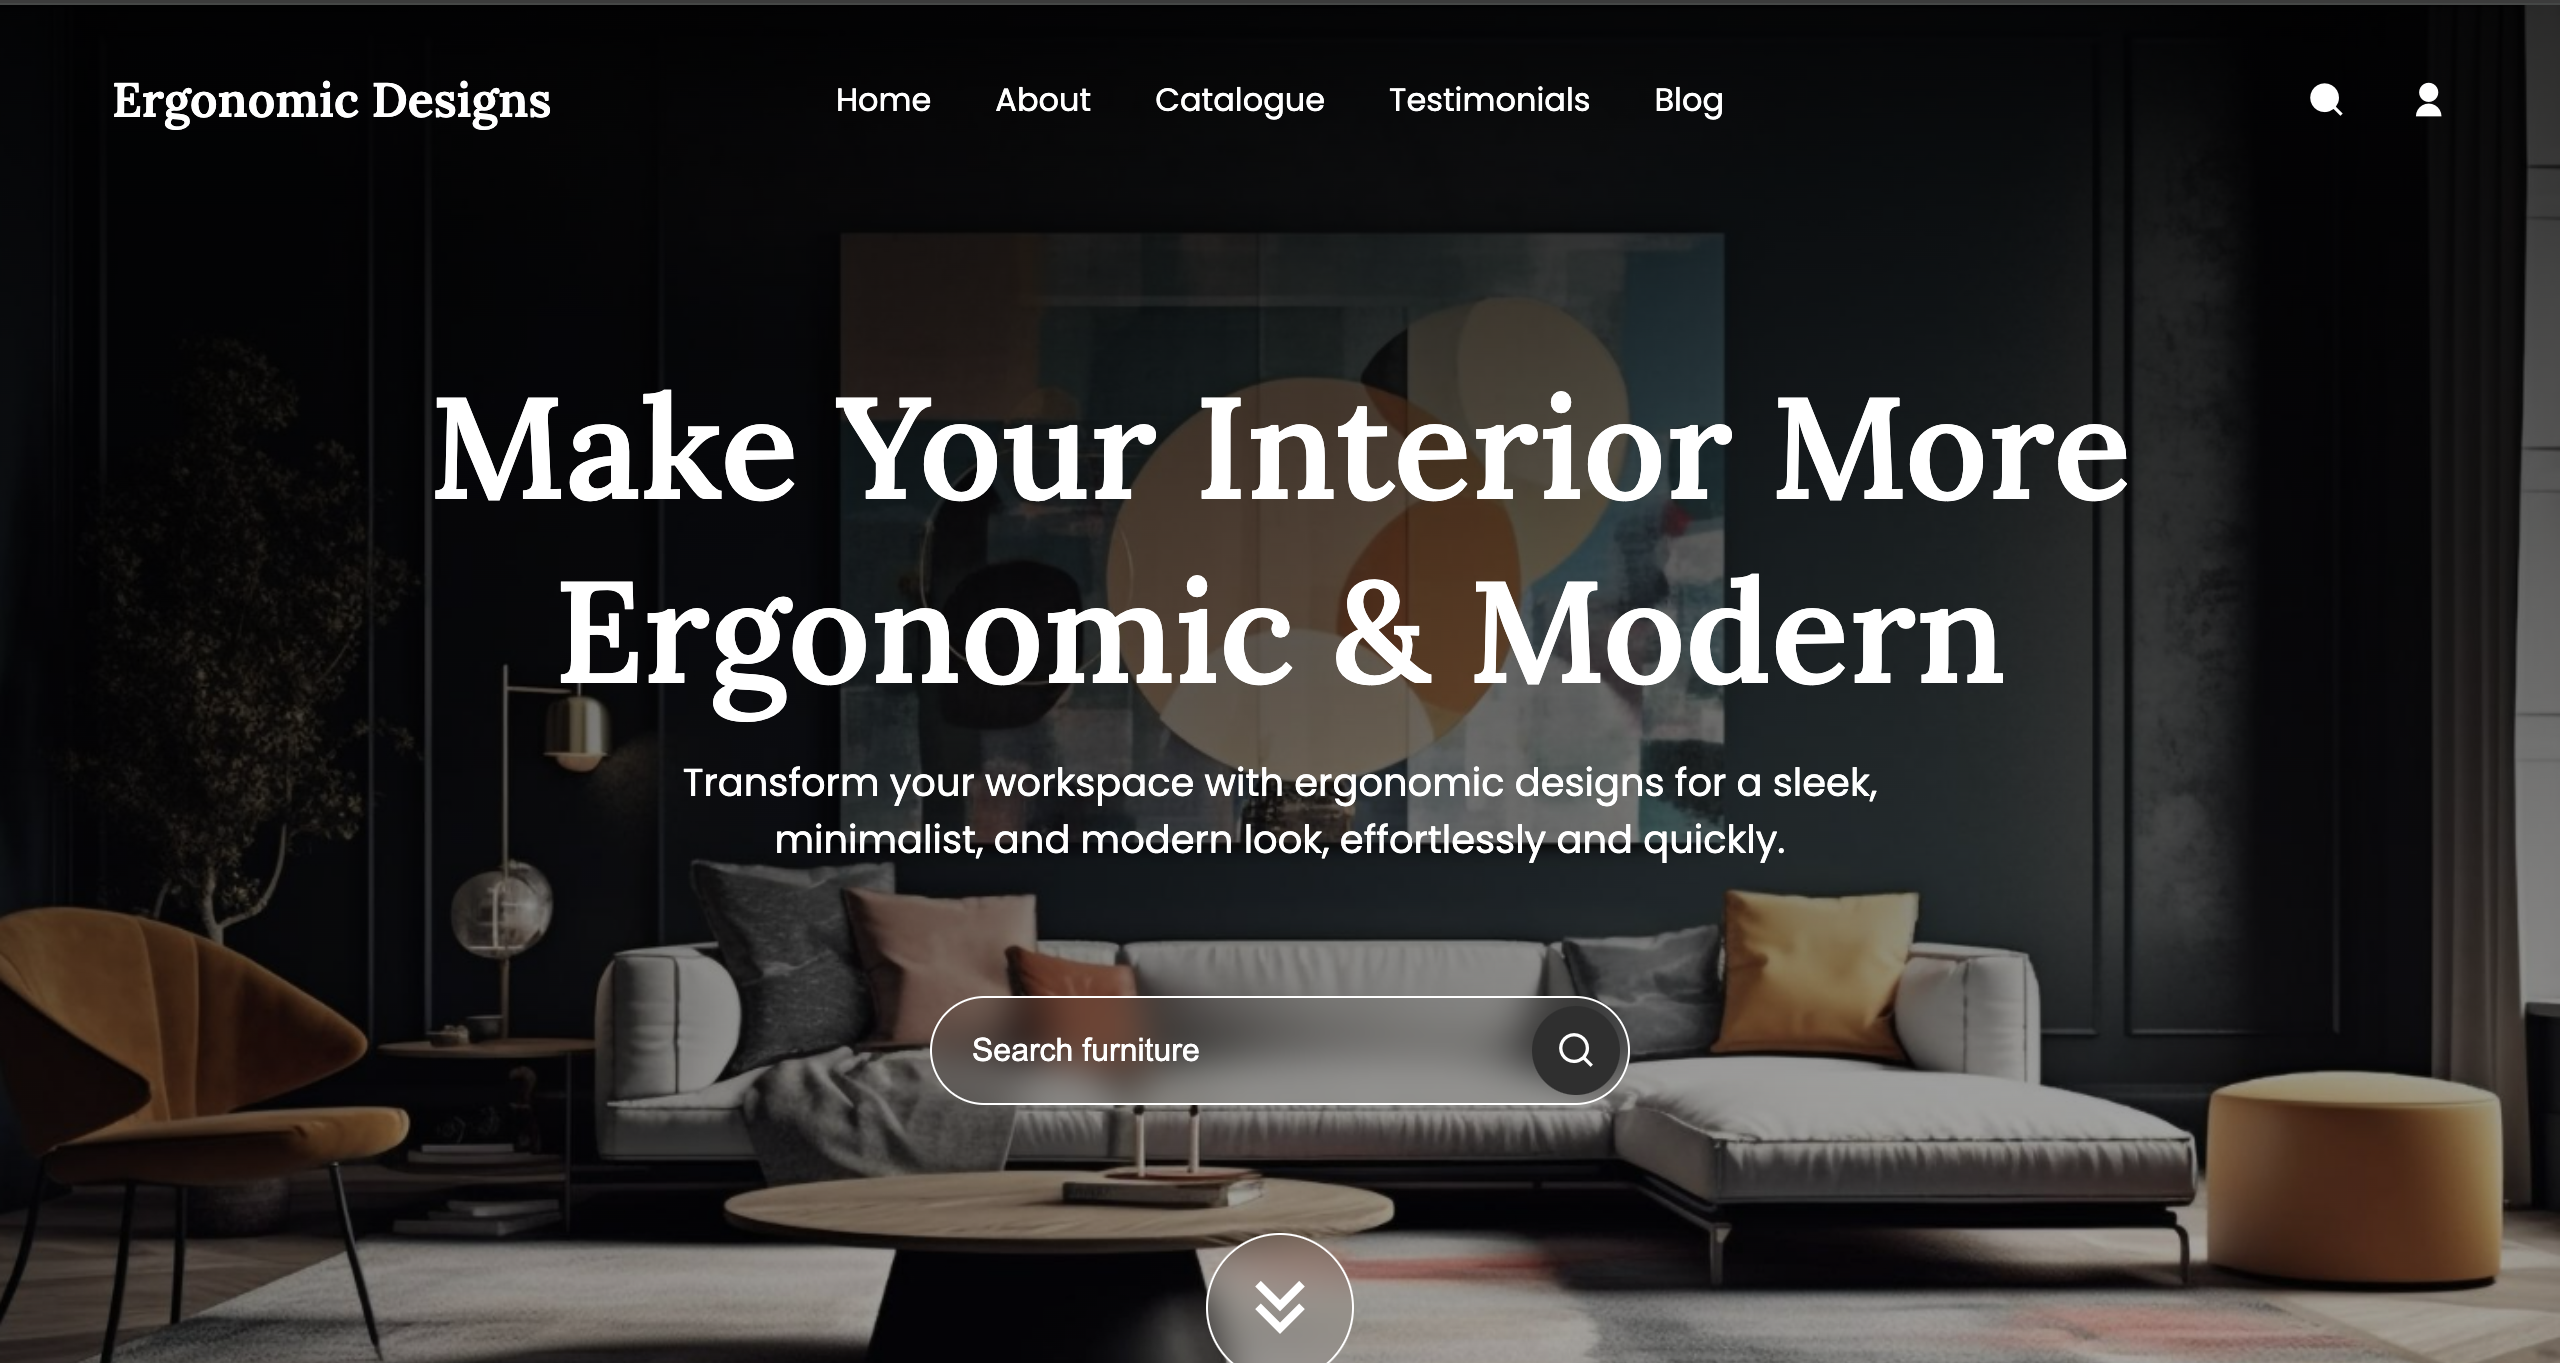 Ergonomic Designs
Home About Catalogue Testimonials Blog
Make Your Interior More
Ergonomic & Modern
Transform your workspace with ergonomic designs for a sleek,
minimalist, and modern look, effortlessly and quickly.
Search furniture